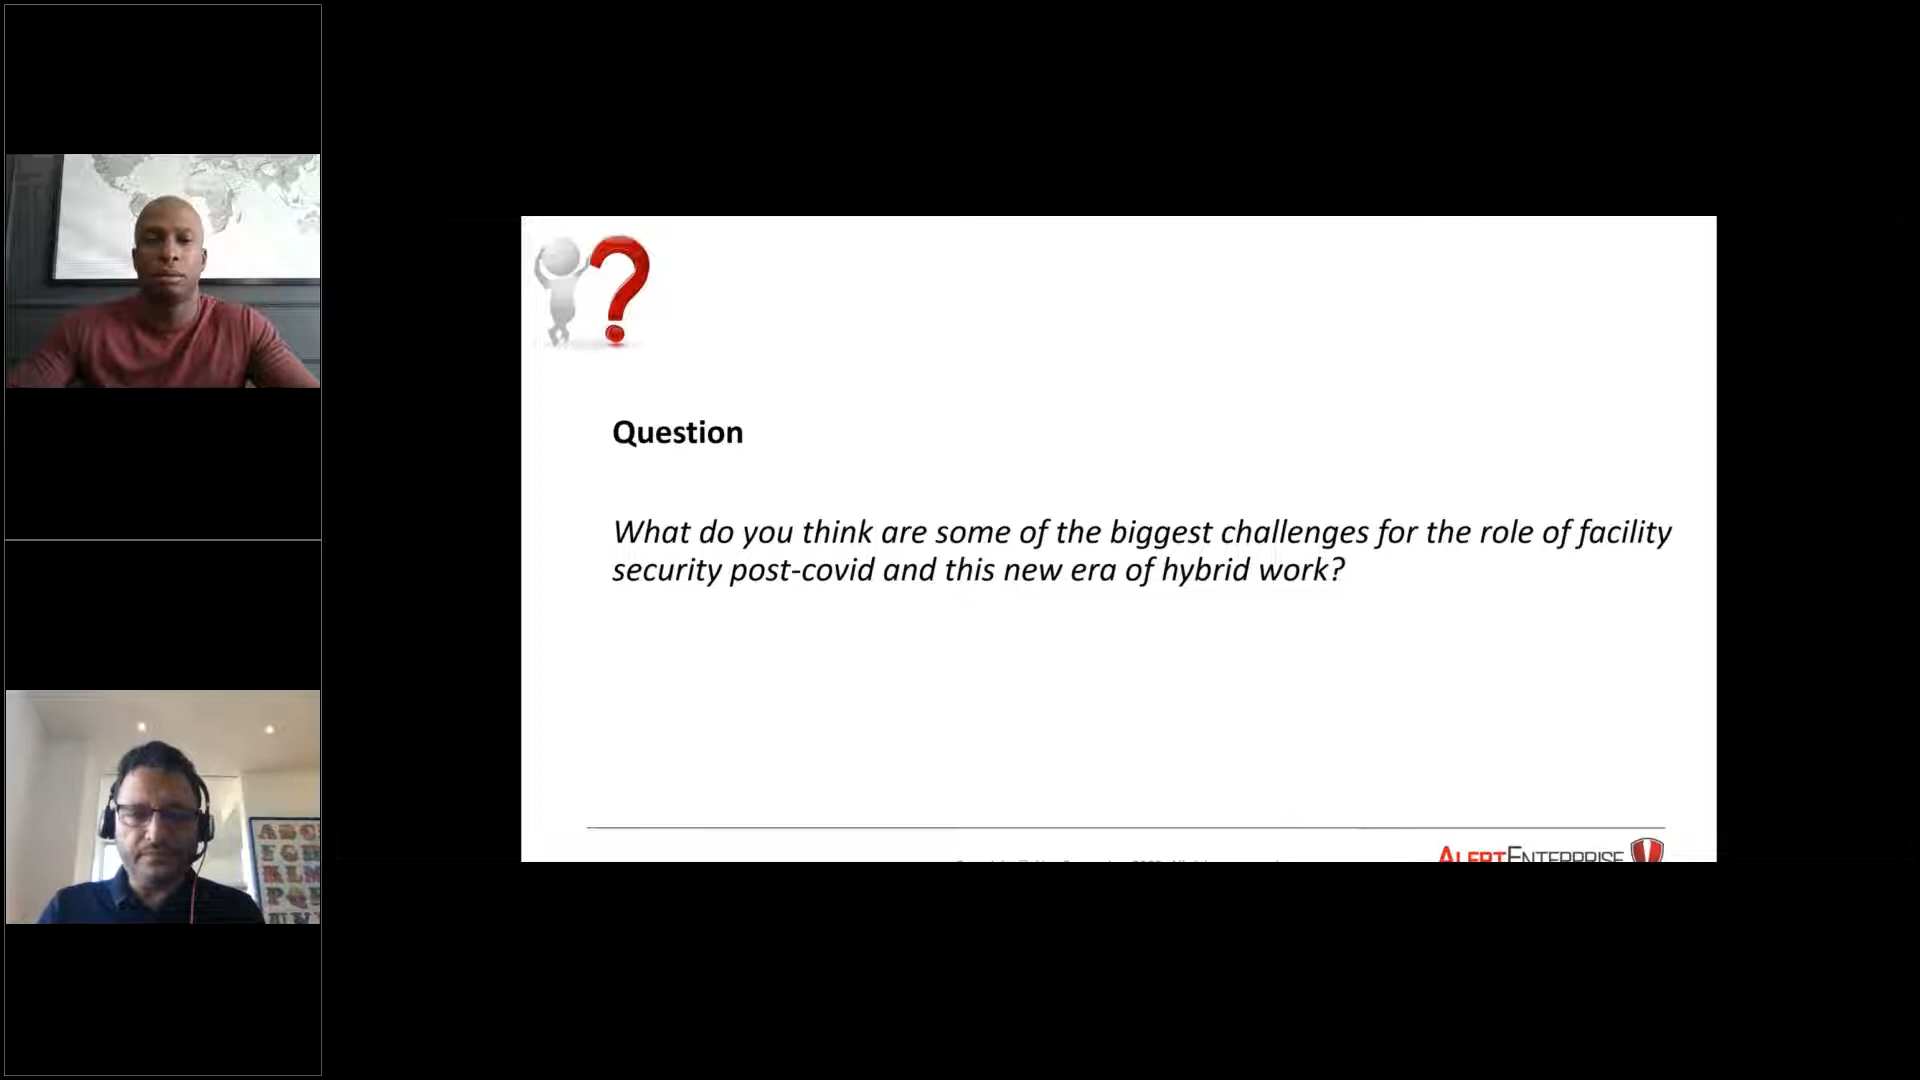 Question
What do you think are some of the biggest challenges for the role of facility
security post-covid and this new era of hybrid work?
ALERTENTERPRISE